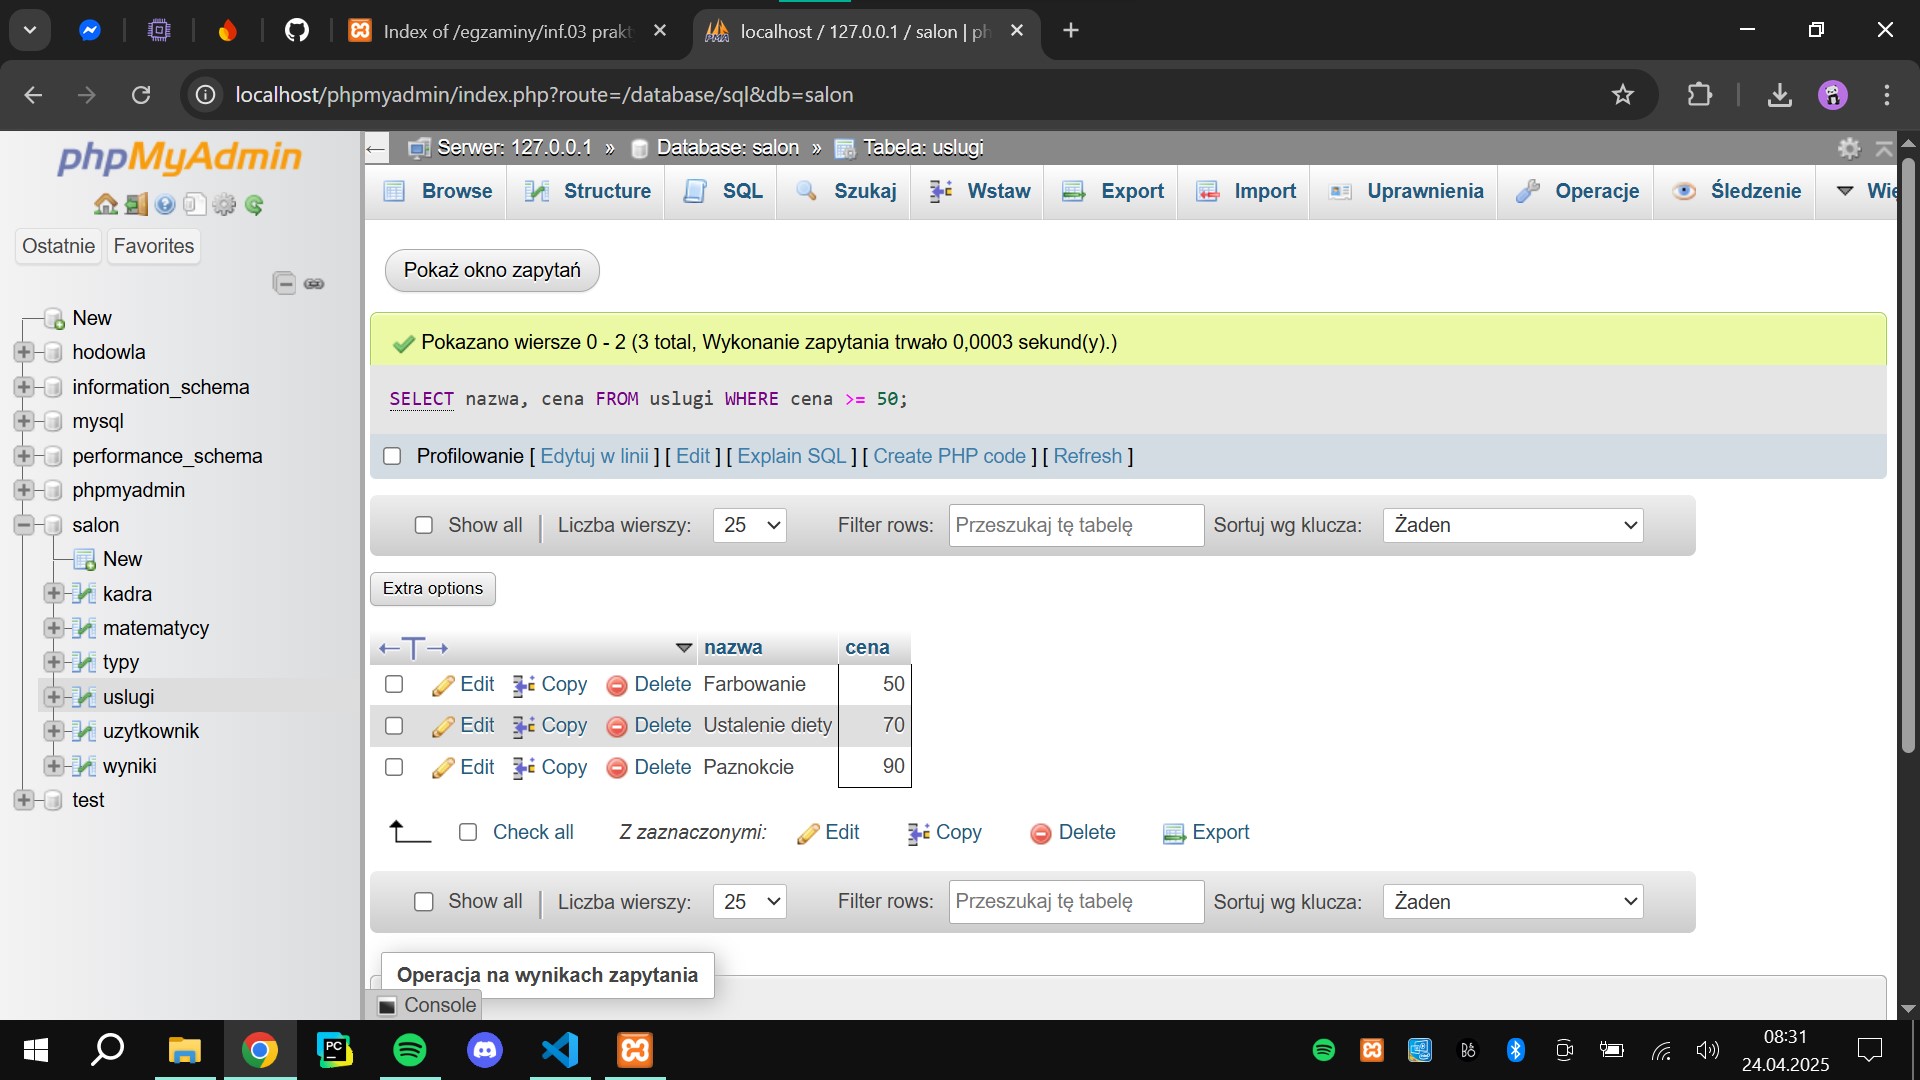 Index of /egzaminy/inf.03 prakt
localhost / 127.0.0.1 / salon | ph
localhost/phpmyadmin/index.php?route=/database/sql&db=salon
phpMyAdmin
Ostatnie
Favorites
New
hodowla
information_schema
mysql
performance_schema
phpmyadmin
salon
New
kadra
matematycy
typy
uslugi
uzytkownik
wyniki
test
Serwer: 127.0.0.1 » Database: salon » Tabela: uslugi
Browse Structure SQL Szukaj Wstaw Export Import Uprawnienia Operacje Śledzenie Wię
Pokaż okno zapytań
Pokazano wiersze 0 - 2 (3 total, Wykonanie zapytania trwało 0,0003 sekund(y).)
SELECT nazwa, cena FROM uslugi WHERE cena >= 50;
Profilowanie [ Edytuj w linii ] [ Edit ] [ Explain SQL ] [ Create PHP code ] [ Refresh ]
Show all | Liczba wierszy: 25 Filter rows: Przeszukaj tę tabelę Sortuj wg klucza: Żaden
Extra options
←T→ nazwa cena
Edit Copy Delete Farbowanie 50
Edit Copy Delete Ustalenie diety 70
Edit Copy Delete Paznokcie 90
Check all Z zaznaczonymi: Edit Copy Delete Export
Show all | Liczba wierszy: 25 Filter rows: Przeszukaj tę tabelę Sortuj wg klucza: Żaden
Operacja na wynikach zapytania
Console
PC
08:31
24.04.2025